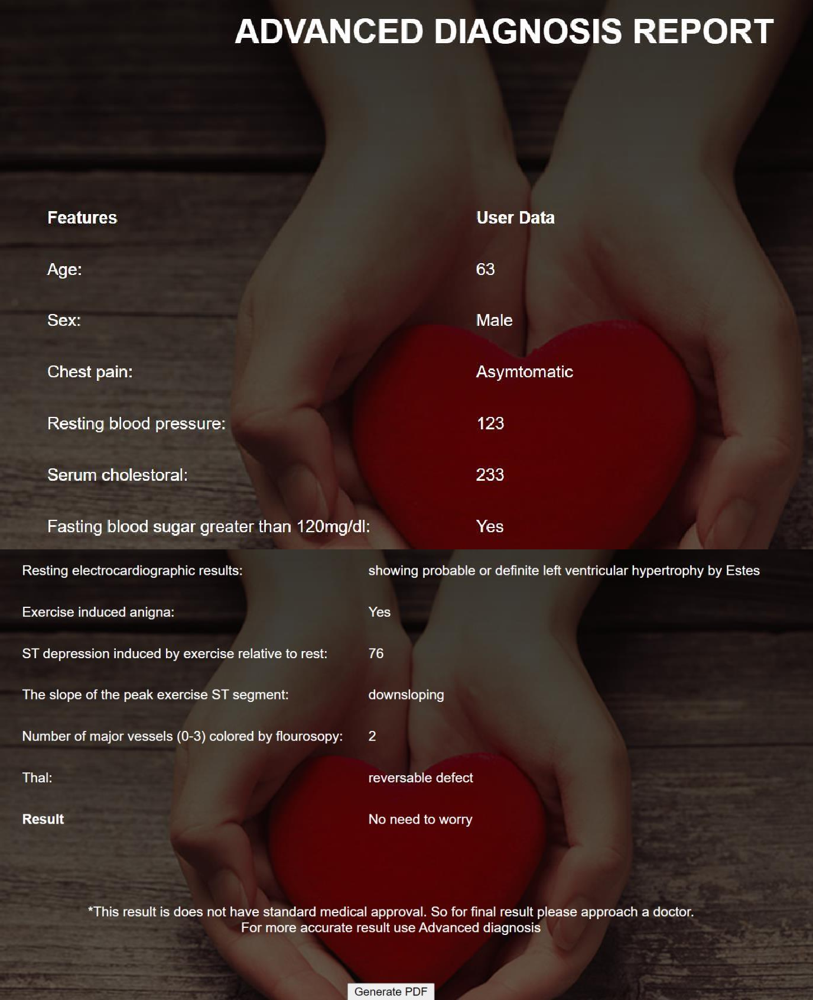 ADVANCED DIAGNOSIS REPORT
Features User Data
Age: 63
Sex: Male
Chest pain: Asymtomatic
Resting blood pressure: 123
Serum cholestoral: 233
Fasting blood sugar greater than 120mg/dl: Yes
Resting electrocardiographic results: showing probable or definite left ventricular hypertrophy by Estes
Exercise induced anigna: Yes
ST depression induced by exercise relative to rest: 76
The slope of the peak exercise ST segment: downsloping
Number of major vessels (0-3) colored by flourosopy: 2
Thal: reversable defect
Result No need to worry
*This result is does not have standard medical approval. So for final result please approach a doctor.
For more accurate result use Advanced diagnosis
Generate PDF